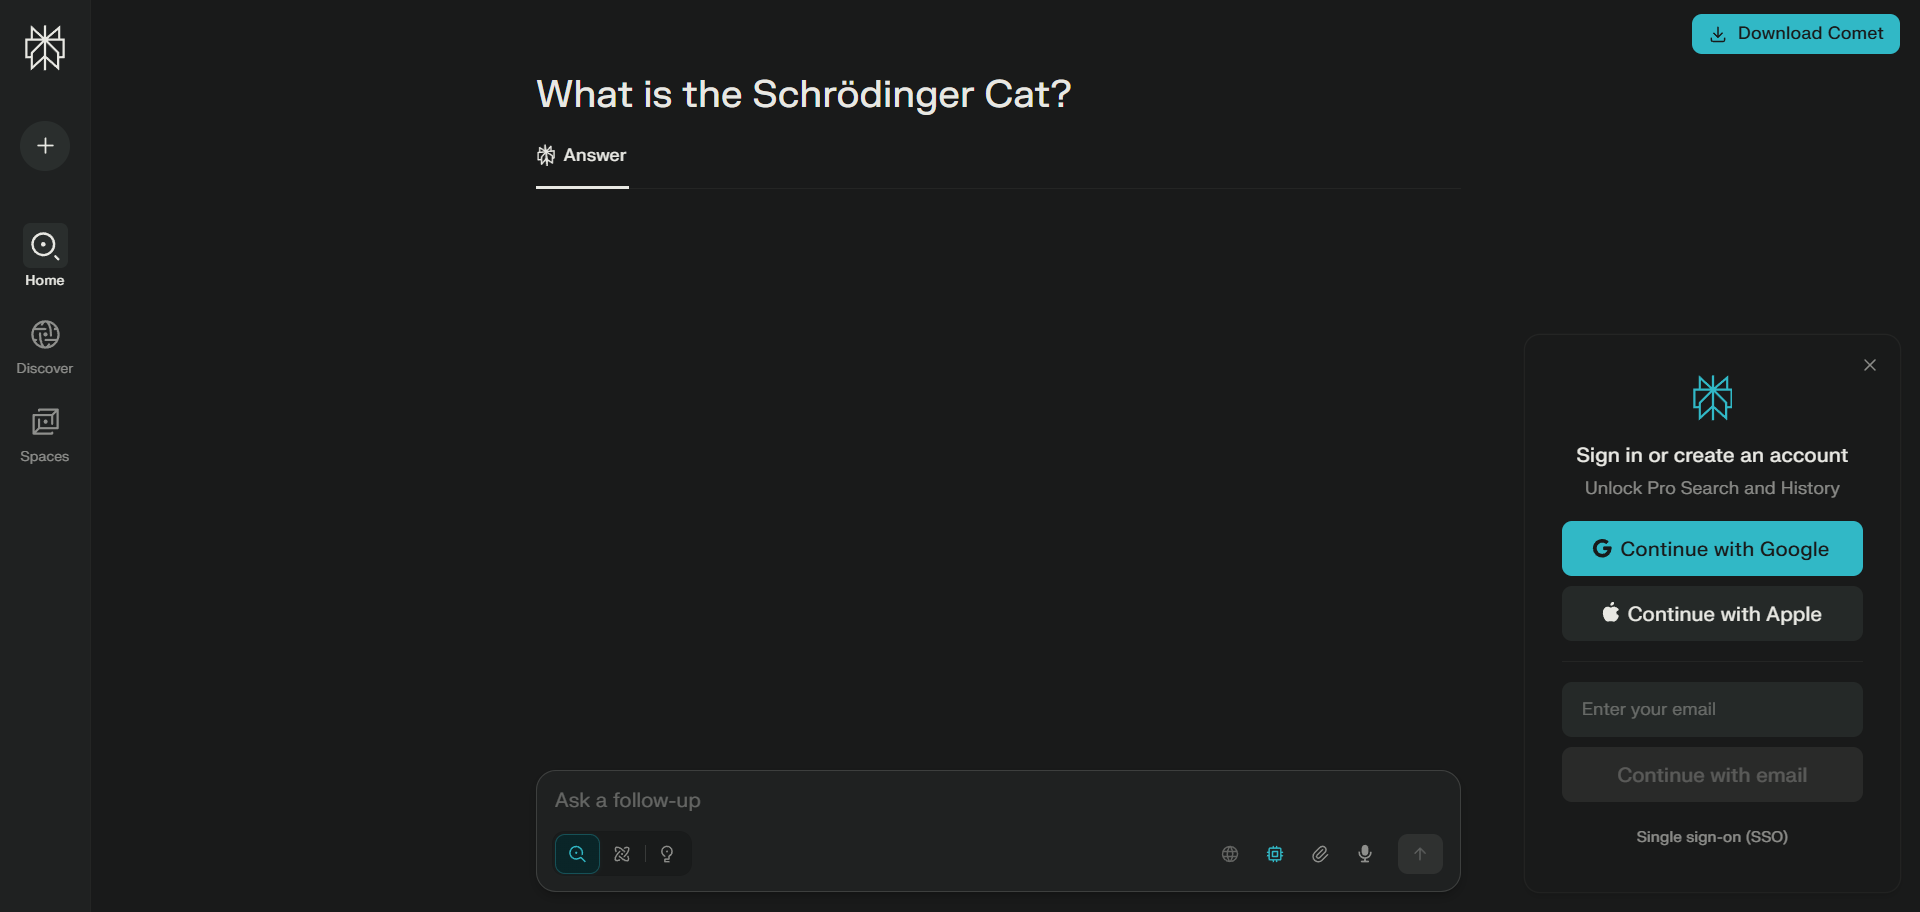 Download Comet
What is the Schrödinger Cat?
Answer
Home
Discover
Spaces
Sign in or create an account
Unlock Pro Search and History
Continue with Google
Continue with Apple
Enter your email
Continue with email
Single sign-on (SSO)
Ask a follow-up